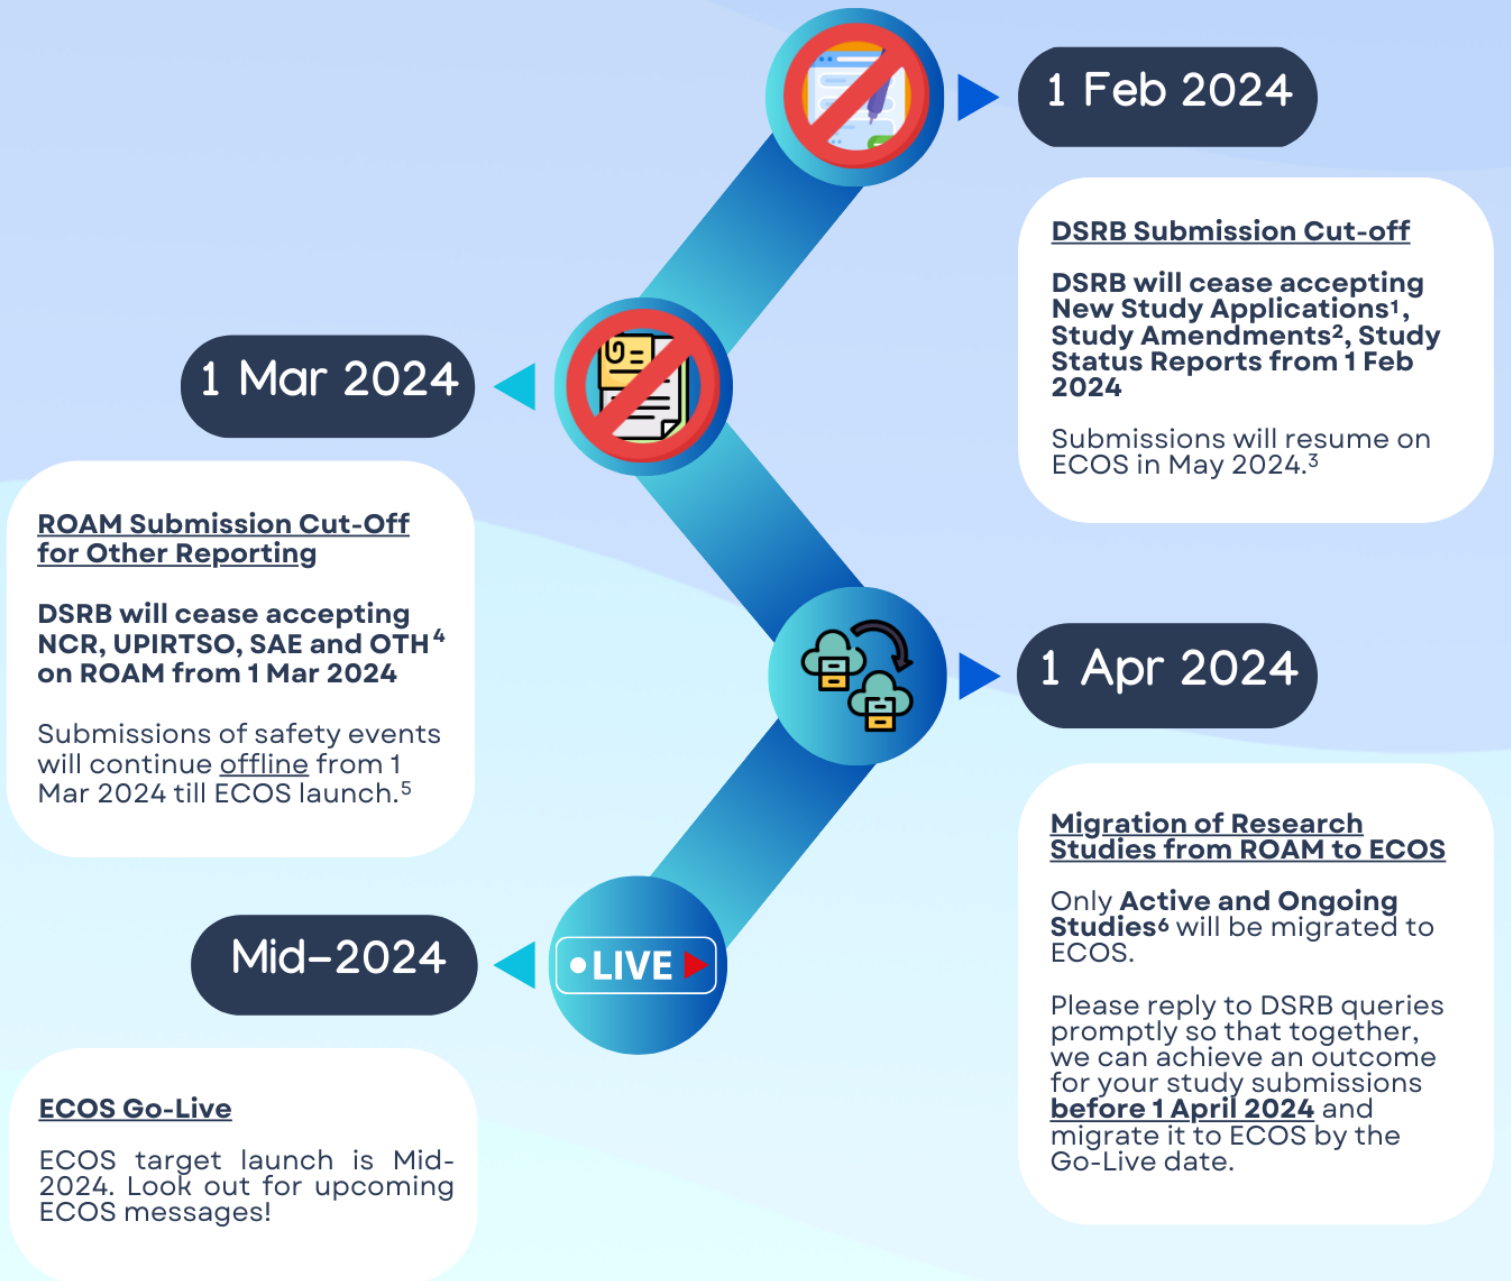 1 Feb 2024
DSRB Submission Cut-off
DSRB will cease accepting
New Study Applications¹,
Study Amendments², Study
Status Reports from 1 Feb
2024
Submissions will resume on
ECOS in May 2024.³
1 Mar 2024
ROAM Submission Cut-Off
for Other Reporting
DSRB will cease accepting
NCR, UPIRTSO, SAE and OTH⁴
on ROAM from 1 Mar 2024
Submissions of safety events
will continue offline from 1
Mar 2024 till ECOS launch.⁵
1 Apr 2024
Migration of Research
Studies from ROAM to ECOS
Only Active and Ongoing
Studies⁶ will be migrated to
ECOS.
Please reply to DSRB queries
promptly so that together,
we can achieve an outcome
for your study submissions
before 1 April 2024 and
migrate it to ECOS by the
Go-Live date.
Mid-2024
LIVE
ECOS Go-Live
ECOS target launch is Mid-
2024. Look out for upcoming
ECOS messages!